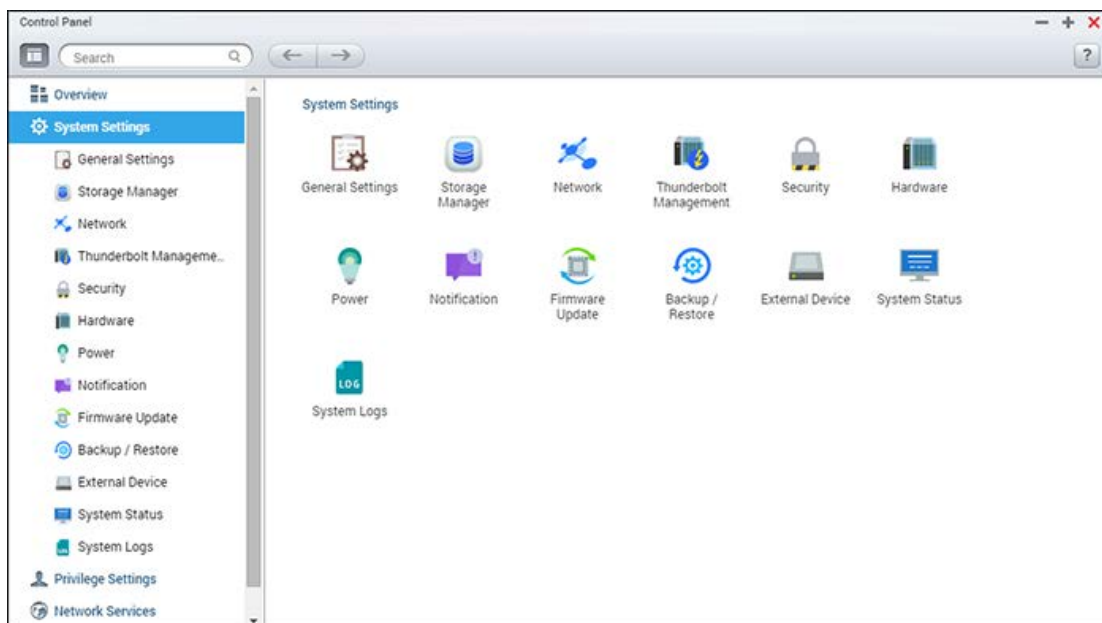 Control Panel
Search
?
Overview
System Settings
General Settings
Storage Manager
Network
Thunderbolt Manageme...
Security
Hardware
Power
Notification
Firmware Update
Backup / Restore
External Device
System Status
System Logs
Privilege Settings
Network Services
System Settings
General Settings
Storage
Manager
Network
Thunderbolt
Management
Security
Hardware
Power
Notification
Firmware
Update
Backup /
Restore
External Device
System Status
LOG
System Logs